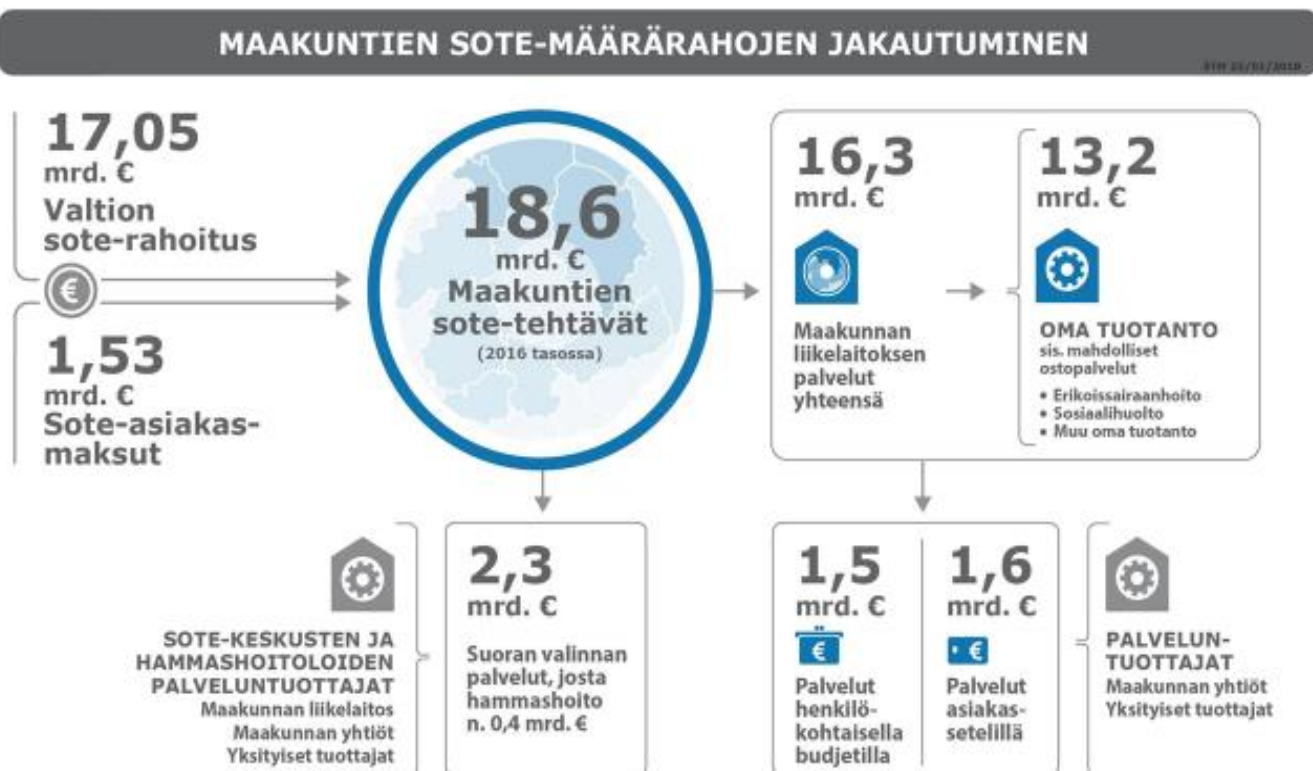 MAAKUNTIEN SOTE-MÄÄRÄRAHOJEN JAKAUTUMINEN
17,05
mrd. €
Valtion
sote-rahoitus
€
1,53
mrd. €
Sote-asiakas-
maksut
18,6
mrd. €
Maakuntien
sote-tehtävät
(2016 tasossa)
16,3
mrd. €
Maakunnan
liikelaitoksen
palvelut
yhteensä
13,2
mrd. €
OMA TUOTANTO
sis. mahdolliset
ostopalvelut
• Erikoissairaanhoito
• Sosiaalihuolto
• Muu oma tuotanto
SOTE-KESKUSTEN JA
HAMMASHOITOLOIDEN
PALVELUNTUOTTAJAT
Maakunnan liikelaitos
Maakunnan yhtiöt
Yksityiset tuottajat
2,3
mrd. €
Suoran valinnan
palvelut, josta
hammashoito
n. 0,4 mrd. €
1,5
mrd. €
€
Palvelut
henkilö-
kohtaisella
budjetilla
1,6
mrd. €
€
Palvelut
asiakas-
setelillä
PALVELUN-
TUOTTAJAT
Maakunnan yhtiöt
Yksityiset tuottajat